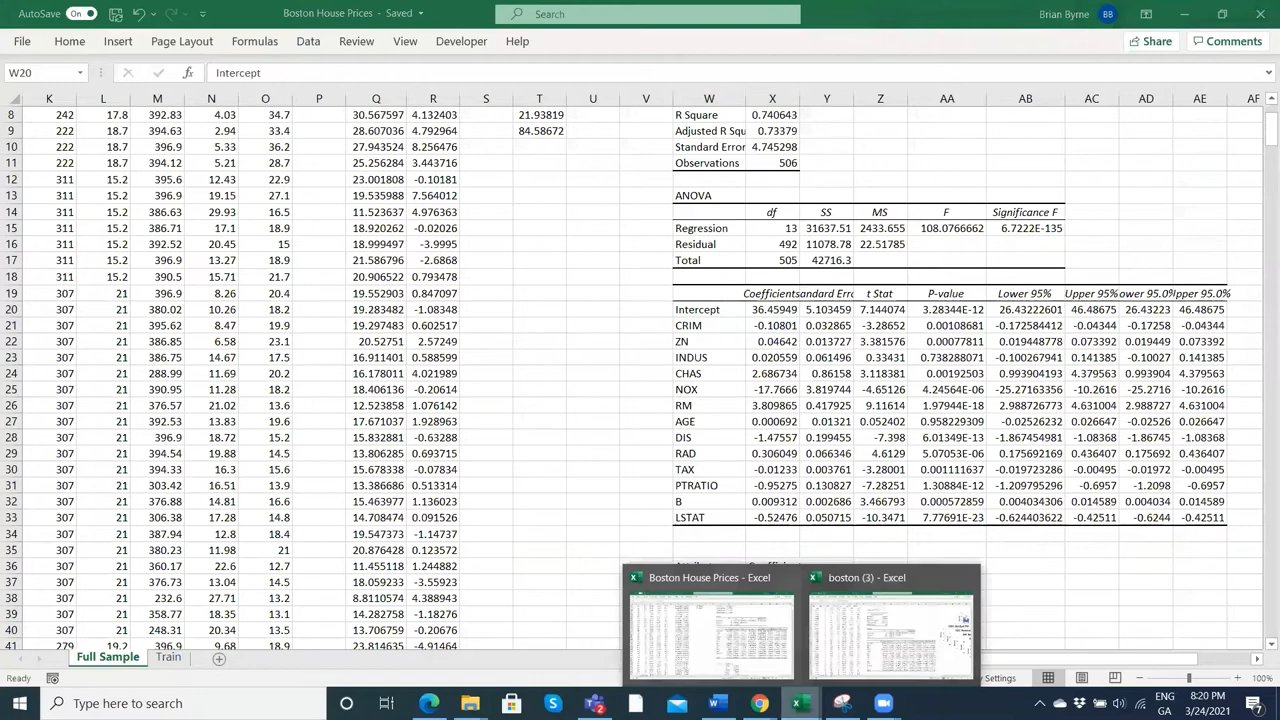 AutoSave On Boston House Prices - Saved Search Brian Byrne BB
File Home Insert Page Layout Formulas Data Review View Developer Help Share Comments
W20 fx Intercept
K L M N O P Q R S T U V W X Y Z AA AB AC AD AE AF
8 242 17.8 392.83 4.03 34.7 30.567597 4.132403 21.93819 R Square 0.740643
9 222 18.7 394.63 2.94 33.4 28.607036 4.792964 84.58672 Adjusted R Squ 0.73379
10 222 18.7 396.9 5.33 36.2 27.943524 8.256476 Standard Error 4.745298
11 222 18.7 394.12 5.21 28.7 25.256284 3.443716 Observations 506
12 311 15.2 395.6 12.43 22.9 23.001808 -0.10181
13 311 15.2 396.9 19.15 27.1 19.535988 7.564012 ANOVA
14 311 15.2 386.63 29.93 16.5 11.523637 4.976363 df SS MS F Significance F
15 311 15.2 386.71 17.1 18.9 18.920262 -0.02026 Regression 13 31637.51 2433.655 108.0766662 6.7222E-135
16 311 15.2 392.52 20.45 15 18.999497 -3.9995 Residual 492 11078.78 22.51785
17 311 15.2 396.9 13.27 18.9 21.586796 -2.6868 Total 505 42716.3
18 311 15.2 390.5 15.71 21.7 20.906522 0.793478
19 307 21 396.9 8.26 20.4 19.552903 0.847097 Coefficients andard Erro t Stat P-value Lower 95% Upper 95% ower 95.0% Ipper 95.0%
20 307 21 380.02 10.26 18.2 19.283482 -1.08348 Intercept 36.45949 5.103459 7.144074 3.28344E-12 26.43222601 46.48675 26.43223 46.48675
21 307 21 395.62 8.47 19.9 19.297483 0.602517 CRIM -0.10801 0.032865 -3.28652 0.00108681 -0.172584412 -0.04344 -0.17258 -0.04344
22 307 21 386.85 6.58 23.1 20.52751 2.57249 ZN 0.04642 0.013727 3.381576 0.00077811 0.019448778 0.073392 0.019449 0.073392
23 307 21 386.75 14.67 17.5 16.911401 0.588599 INDUS 0.020559 0.061496 0.33431 0.738288071 -0.100267941 0.141385 -0.10027 0.141385
24 307 21 288.99 11.69 20.2 16.178011 4.021989 CHAS 2.686734 0.86158 3.118381 0.00192503 0.993904193 4.379563 0.993904 4.379563
25 307 21 390.95 11.28 18.2 18.406136 -0.20614 NOX -17.7666 3.819744 -4.65126 4.24564E-06 -25.27163356 -10.2616 -25.2716 -10.2616
26 307 21 376.57 21.02 13.6 12.523858 1.076142 RM 3.809865 0.417925 9.11614 1.97944E-18 2.988726773 4.631004 2.988727 4.631004
27 307 21 392.53 13.83 19.6 17.671037 1.928963 AGE 0.000692 0.01321 0.052402 0.958229309 -0.02526232 0.026647 -0.02526 0.026647
28 307 21 396.9 18.72 15.2 15.832881 -0.63288 DIS -1.47557 0.199455 -7.398 6.01343E-13 -1.867454981 -1.08368 -1.86745 -1.08368
29 307 21 394.54 19.88 14.5 13.806285 0.693715 RAD 0.306049 0.066346 4.6129 5.07053E-06 0.175692169 0.436407 0.175692 0.436407
30 307 21 394.33 16.3 15.6 15.678338 -0.07834 TAX -0.01233 0.003761 -3.28001 0.001111637 -0.019723286 -0.00495 -0.01972 -0.00495
31 307 21 303.42 16.51 13.9 13.386686 0.513314 PTRATIO -0.95275 0.130827 -7.28251 1.30884E-12 -1.209795296 -0.6957 -1.2098 -0.6957
32 307 21 376.88 14.81 16.6 15.463977 1.136023 B 0.009312 0.002686 3.466793 0.000572859 0.004034306 0.014589 0.004034 0.014589
33 307 21 306.38 17.28 14.8 14.708474 0.091526 LSTAT -0.52476 0.050715 -10.3471 7.77691E-23 -0.624403622 -0.42511 -0.6244 -0.42511
34 307 21 387.94 12.8 18.4 19.547373 -1.14737
35 307 21 380.23 11.98 21 20.876428 0.123572
36 307 21 360.17 22.6 12.7 11.455118 1.244882
37 307 21 376.73 13.04 14.5 18.059233 -3.55923
38 307 21 232.6 27.71 13.2 8.8110574 4.388943
39 307 21 358.77 18.35 13.1 14.282758 -1.18276
40 307 21 248.31 20.34 13.5 13.706759 -0.20676
41 279 19.2 396.9 9.68 18.9 23.814635 -4.91464
Boston House Prices - Excel boston (3) - Excel
Full Sample Train
Ready Settings 100%
Type here to search ENG 8:20 PM
GA 3/24/2021